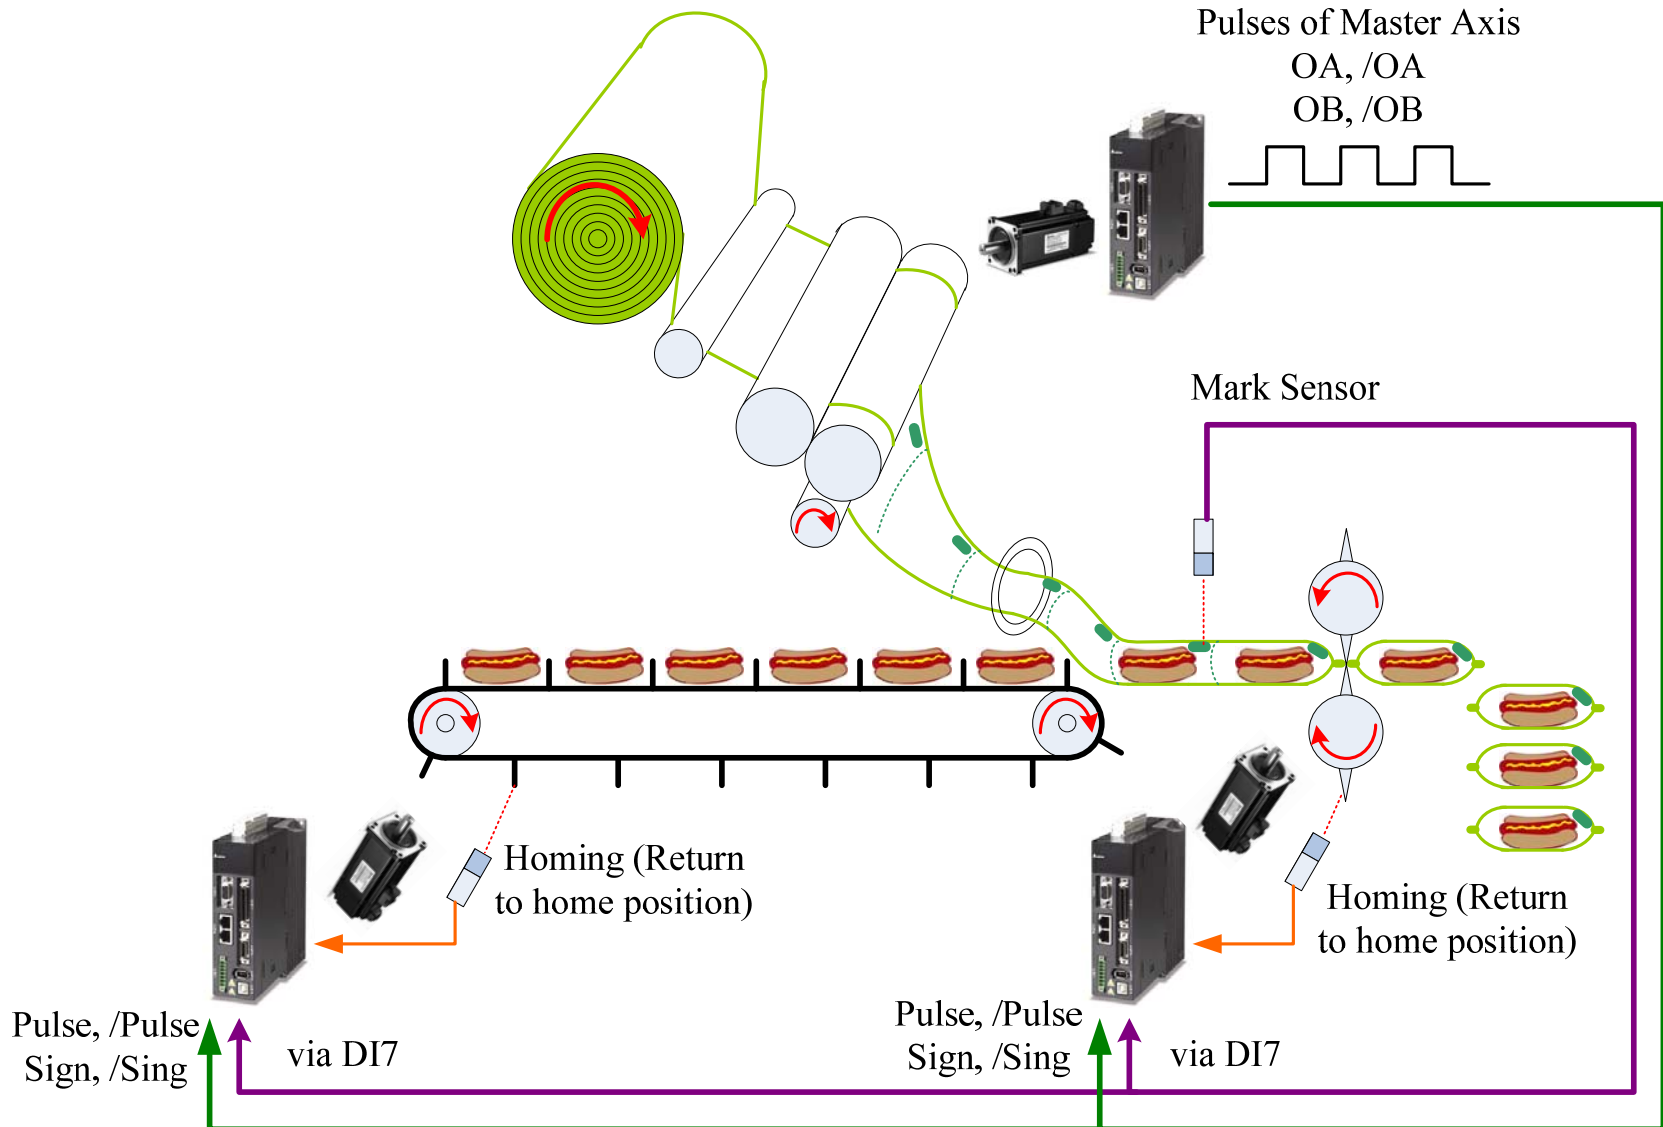 Pulses of Master Axis
OA, /OA
OB, /OB
Mark Sensor
Homing (Return
to home position)
Homing (Return
to home position)
Pulse, /Pulse
Sign, /Sing
via DI7
Pulse, /Pulse
Sign, /Sing
via DI7